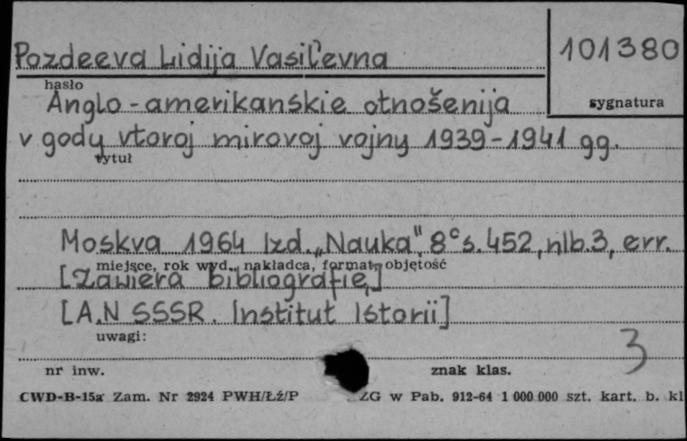 Pozdeeva Lidija Vasil'evna
101380
hasło
sygnatura
Anglo-amerikanskie otnošenija
v gody vtoroj mirovoj vojny 1939-1941 gg.
tytuł
Moskva 1964 Izd. „Nauka", 8° s. 452, nlb. 3, err.
miejsce, rok wyd., nakładca, format, objętość
[Zawiera bibliografię,]
[A.N SSSR. Institut Istorii]
uwagi:
3
nr inw.
znak klas.
CWD-B-15a Zam. Nr 2924 PWH/Łź/P
ZG w Pab. 912-64 1 000 000 szt. kart. b. kl